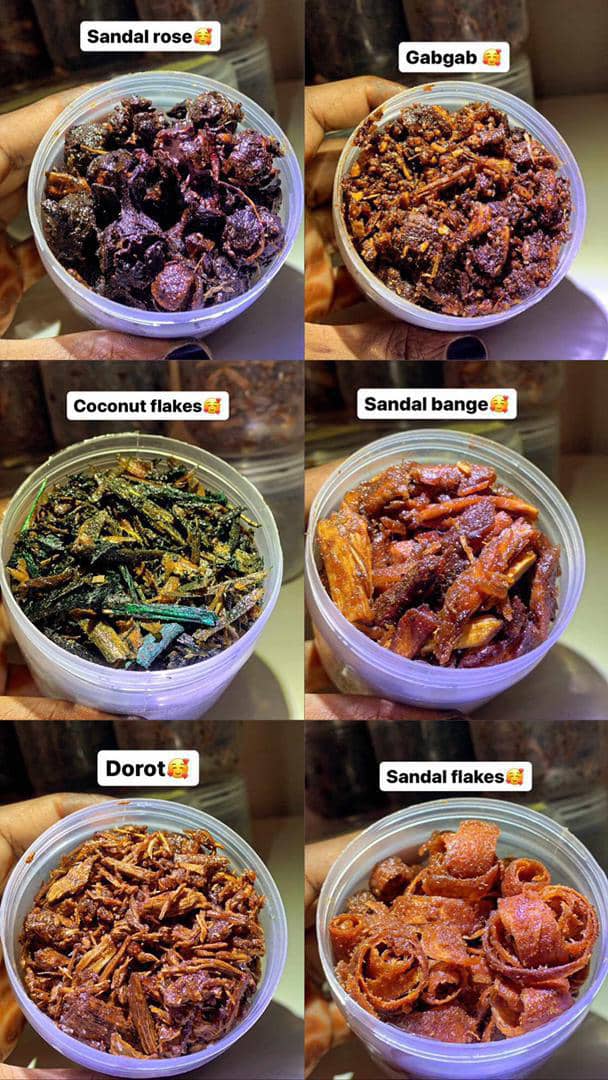 Sandal rose🥰
Gabgab 🥰
Coconut flakes🥰
Sandal bange🥰
Dorot🥰
Sandal flakes🥰